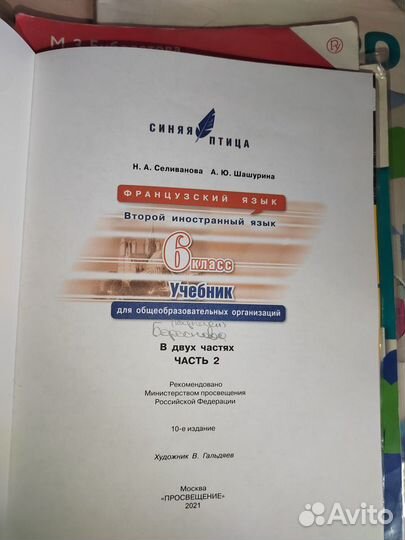 СИНЯЯ ПТИЦА
Н. А. Селиванова А. Ю. Шашурина
ФРАНЦУЗСКИЙ ЯЗЫК
Второй иностранный язык
6 КЛАСС
Учебник
для общеобразовательных организаций
В двух частях
ЧАСТЬ 2
Рекомендовано
Министерством просвещения
Российской Федерации
10-е издание
Художник В. Гальдяев
Москва
«ПРОСВЕЩЕНИЕ»
2021
Avito